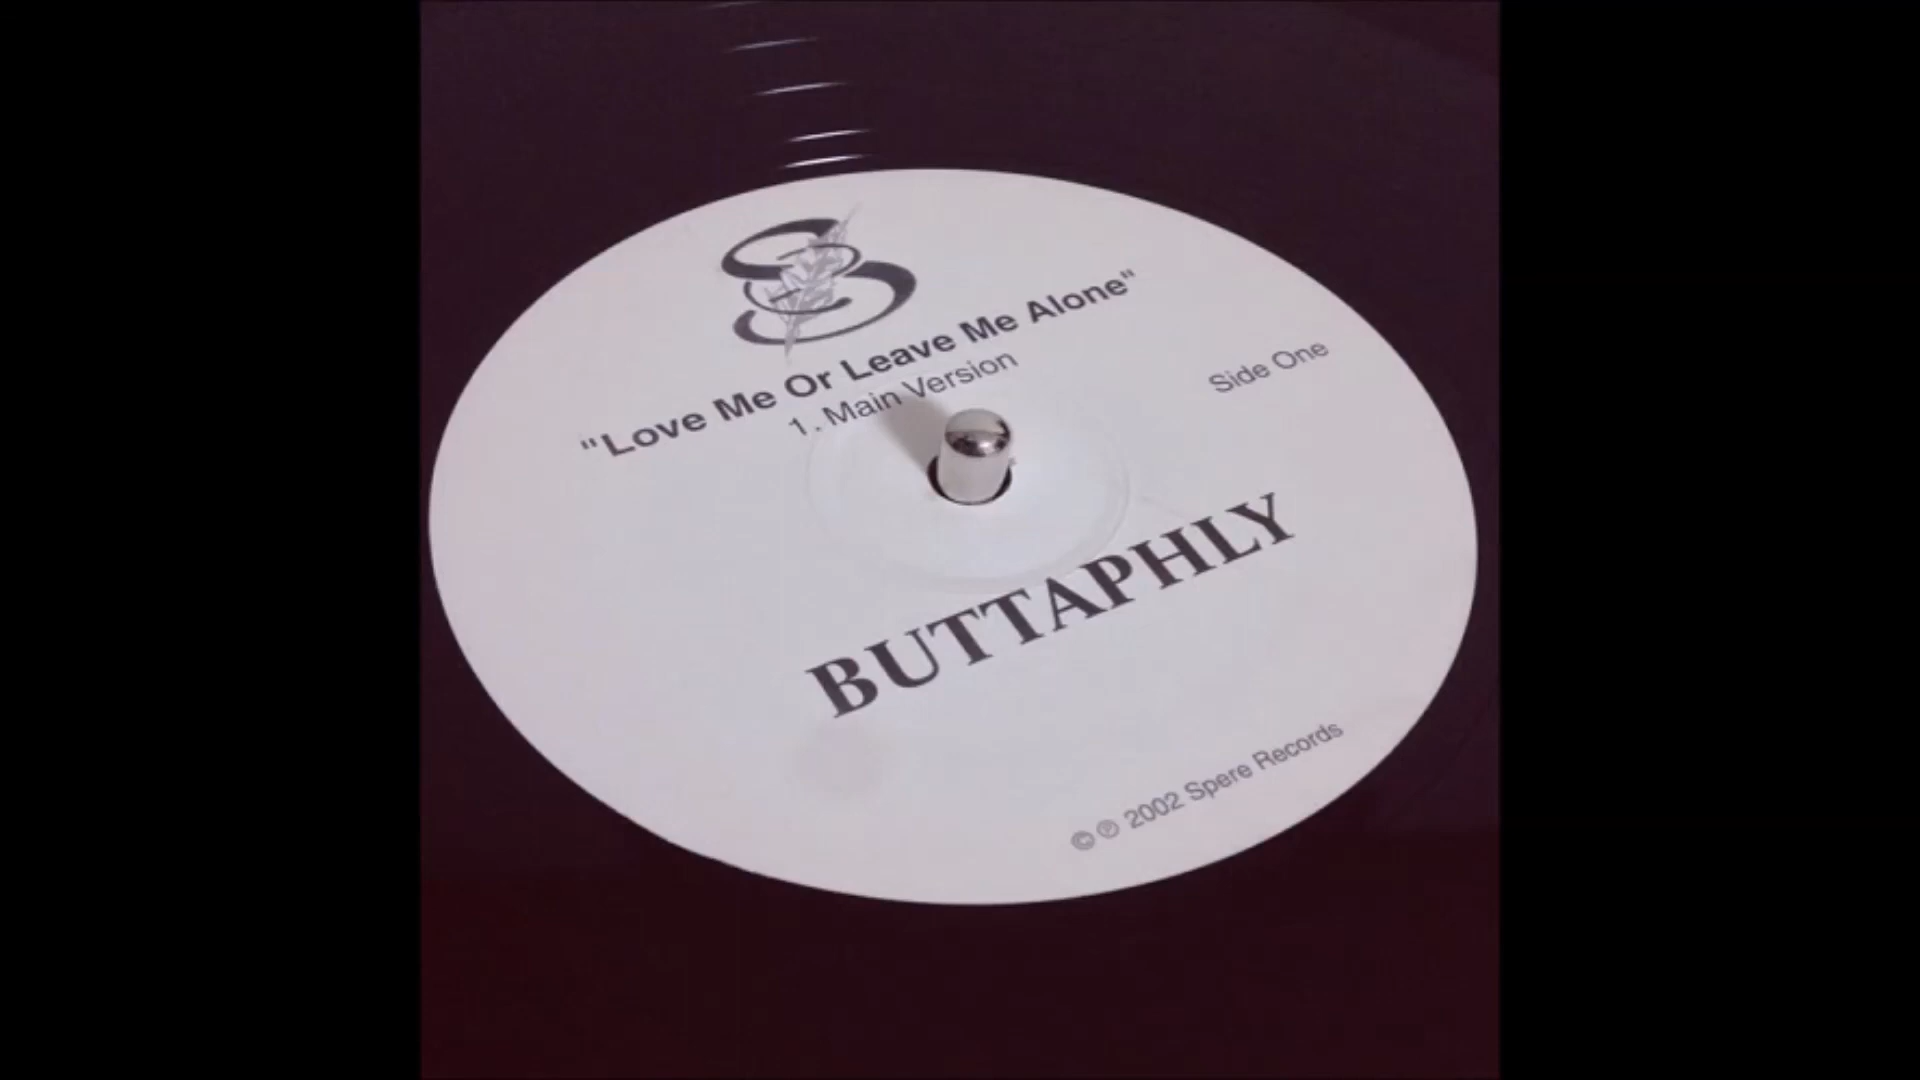 "Love Me Or Leave Me Alone"
1. Main Version
Side One
BUTTAPHLY
©℗ 2002 Spere Records